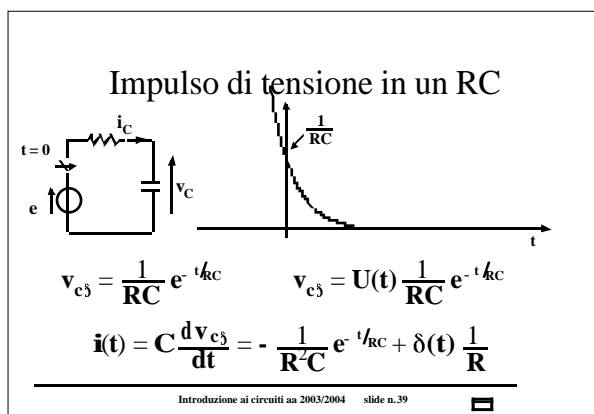 Impulso di tensione in un RC
i_C
t = 0
e
v_C
1/RC
t
v_cδ = 1/RC e^(- t/RC)
v_cδ = U(t) 1/RC e^(- t/RC)
i(t) = C dv_cδ/dt = - 1/R²C e^(- t/RC) + δ(t) 1/R
Introduzione ai circuiti aa 2003/2004 slide n.39